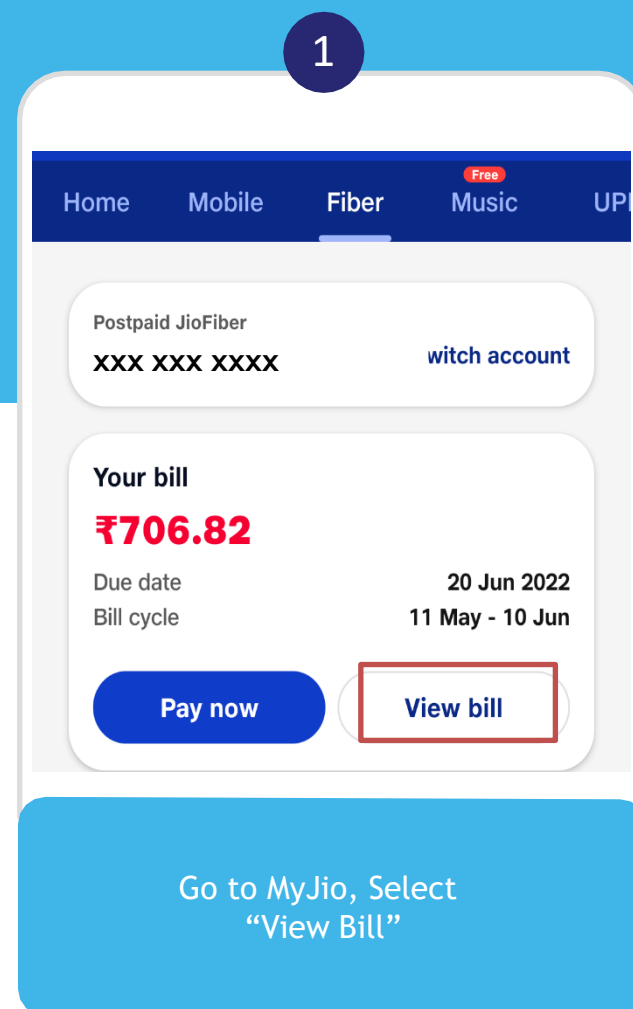 1
Free
Home Mobile Fiber Music UPI
Postpaid JioFiber
xxx xxx xxxx witch account
Your bill
₹706.82
Due date 20 Jun 2022
Bill cycle 11 May - 10 Jun
Pay now View bill
Go to MyJio, Select
“View Bill”